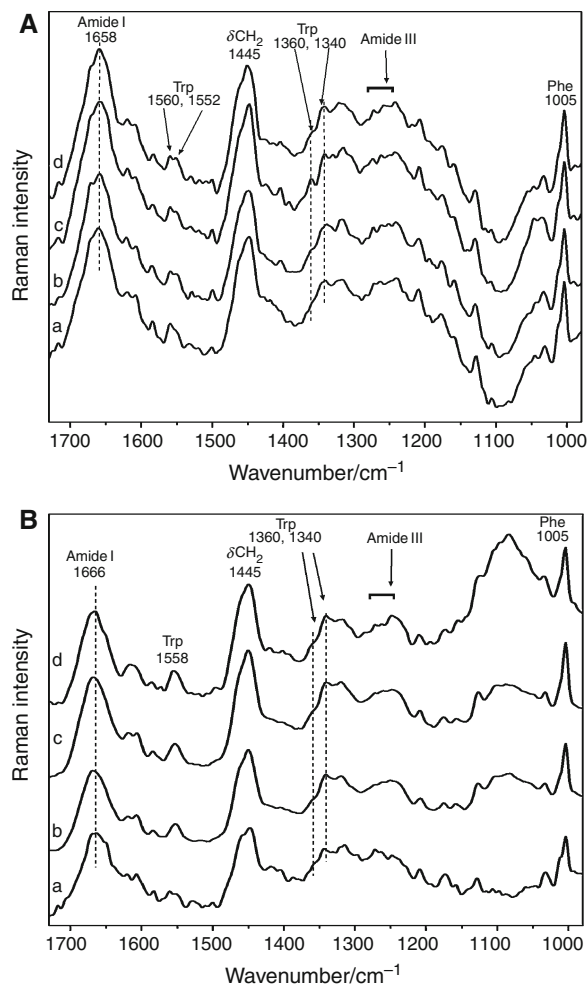 A
Amide I
1658
Trp
1560, 1552
δCH₂
1445
Trp
1360, 1340
Amide III
Phe
1005
d
c
b
a
Raman intensity
1700 1600 1500 1400 1300 1200 1100 1000
Wavenumber/cm⁻¹
B
Amide I
1666
Trp
1558
δCH₂
1445
Trp
1360, 1340
Amide III
Phe
1005
d
c
b
a
Raman intensity
1700 1600 1500 1400 1300 1200 1100 1000
Wavenumber/cm⁻¹